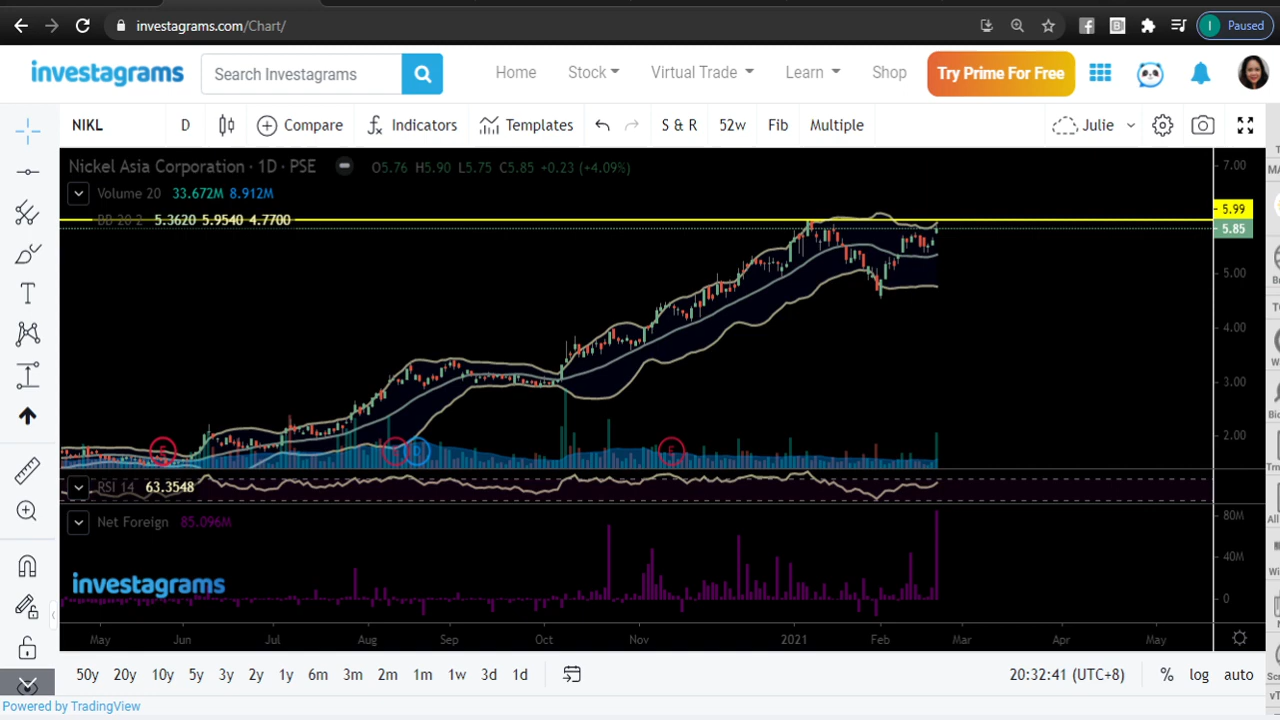 investagrams.com/Chart/
I Paused
investagrams Search Investagrams Home Stock Virtual Trade Learn Shop Try Prime For Free
NIKL D Compare Indicators Templates S & R 52w Fib Multiple Julie
Nickel Asia Corporation · 1D · PSE O5.76 H5.90 L5.75 C5.85 +0.23 (+4.09%)
7.00
Volume 20 33.672M 8.912M
5.99
BB 20 2 5.3620 5.9540 4.7700
5.85
5.00
4.00
3.00
2.00
E
D
E
RSI 14 63.3548
Net Foreign 85.096M
80M
40M
0
investagrams
May Jun Jul Aug Sep Oct Nov 2021 Feb Mar Apr May
50y 20y 10y 5y 3y 2y 1y 6m 3m 2m 1m 1w 3d 1d 20:32:41 (UTC+8) % log auto
Powered by TradingView